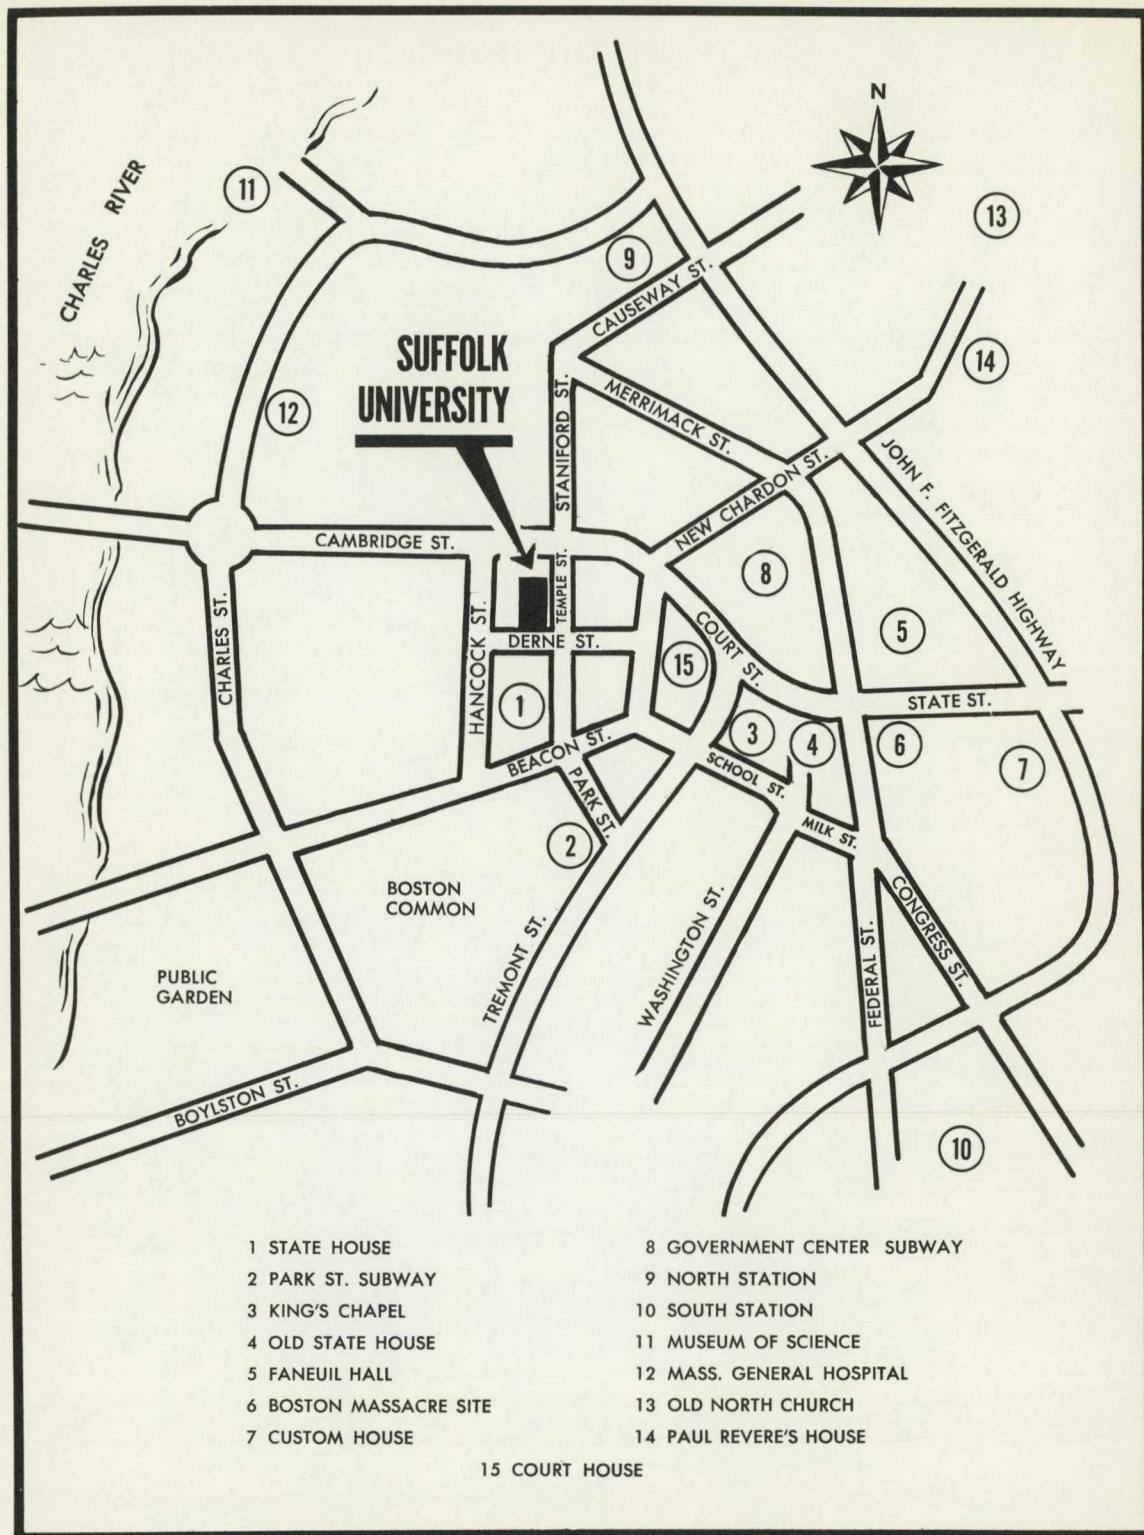 N
CHARLES RIVER
11
13
9
CAUSEWAY ST.
14
SUFFOLK
UNIVERSITY
12
STANIFORD ST.
MERRIMACK ST.
NEW CHARDON ST.
JOHN F. FITZGERALD HIGHWAY
CAMBRIDGE ST.
TEMPLE ST.
8
5
CHARLES ST.
HANCOCK ST.
DERNE ST.
COURT ST.
15
1
STATE ST.
3
4
6
7
BEACON ST.
PARK ST.
SCHOOL ST.
MILK ST.
2
BOSTON
COMMON
TREMONT ST.
WASHINGTON ST.
FEDERAL ST.
CONGRESS ST.
PUBLIC
GARDEN
BOYLSTON ST.
10
1 STATE HOUSE
2 PARK ST. SUBWAY
3 KING'S CHAPEL
4 OLD STATE HOUSE
5 FANEUIL HALL
6 BOSTON MASSACRE SITE
7 CUSTOM HOUSE
8 GOVERNMENT CENTER SUBWAY
9 NORTH STATION
10 SOUTH STATION
11 MUSEUM OF SCIENCE
12 MASS. GENERAL HOSPITAL
13 OLD NORTH CHURCH
14 PAUL REVERE'S HOUSE
15 COURT HOUSE